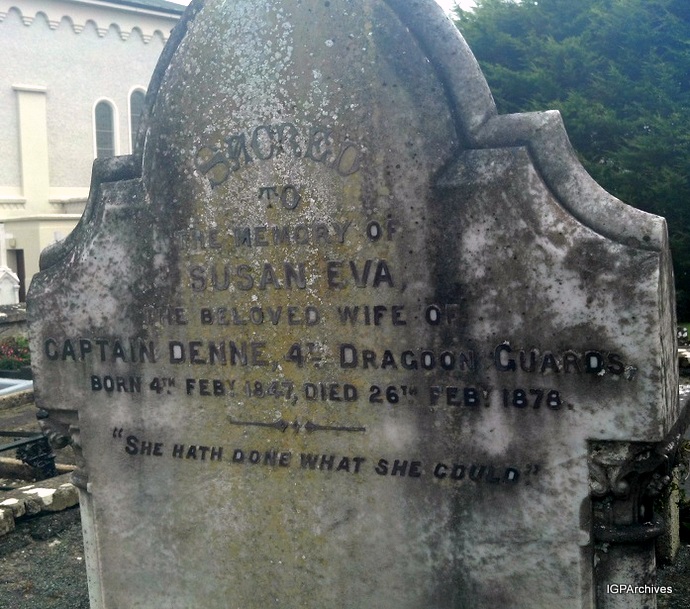 SACRED
TO
THE MEMORY OF
SUSAN EVA,
THE BELOVED WIFE OF
CAPTAIN DENNE, 4TH DRAGOON GUARDS,
BORN 4TH FEBY 1847, DIED 26TH FEBY 1878.
"SHE HATH DONE WHAT SHE COULD"
IGPArchives